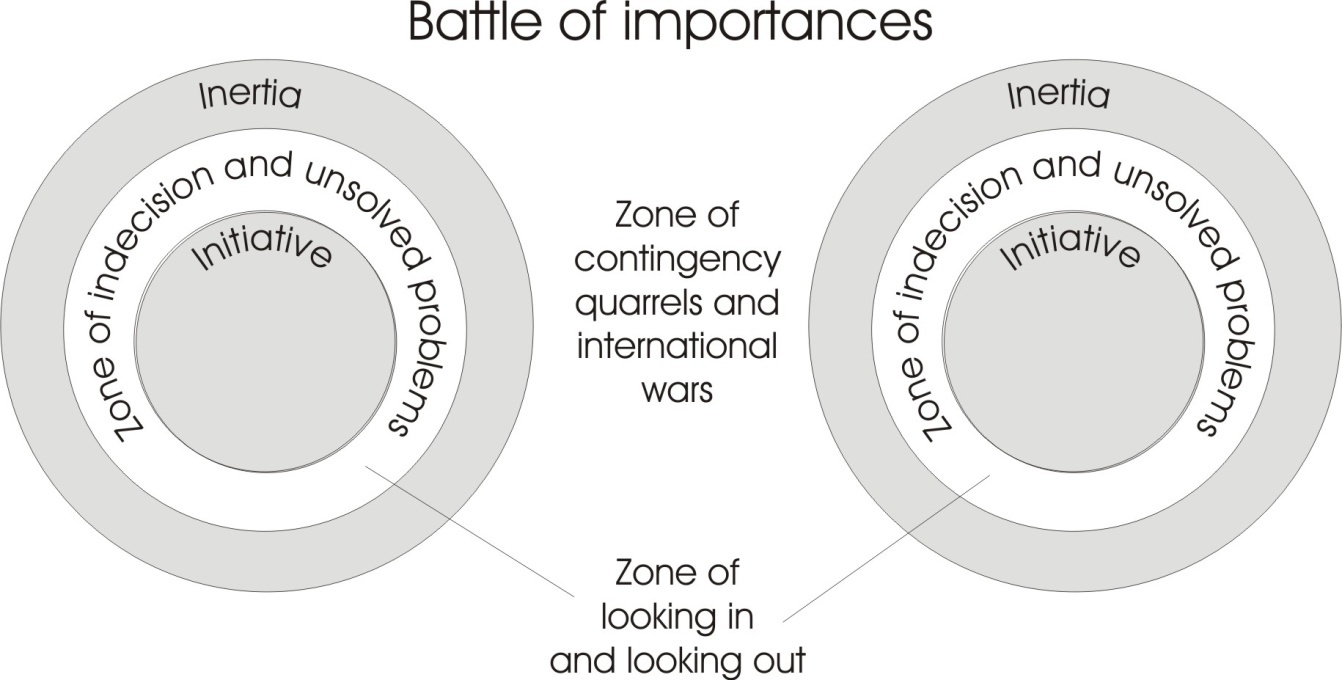 Battle of importances
Inertia
Zone of indecision and unsolved problems
Initiative
Zone of
contingency
quarrels and
international
wars
Inertia
Zone of indecision and unsolved problems
Initiative
Zone of
looking in
and looking out